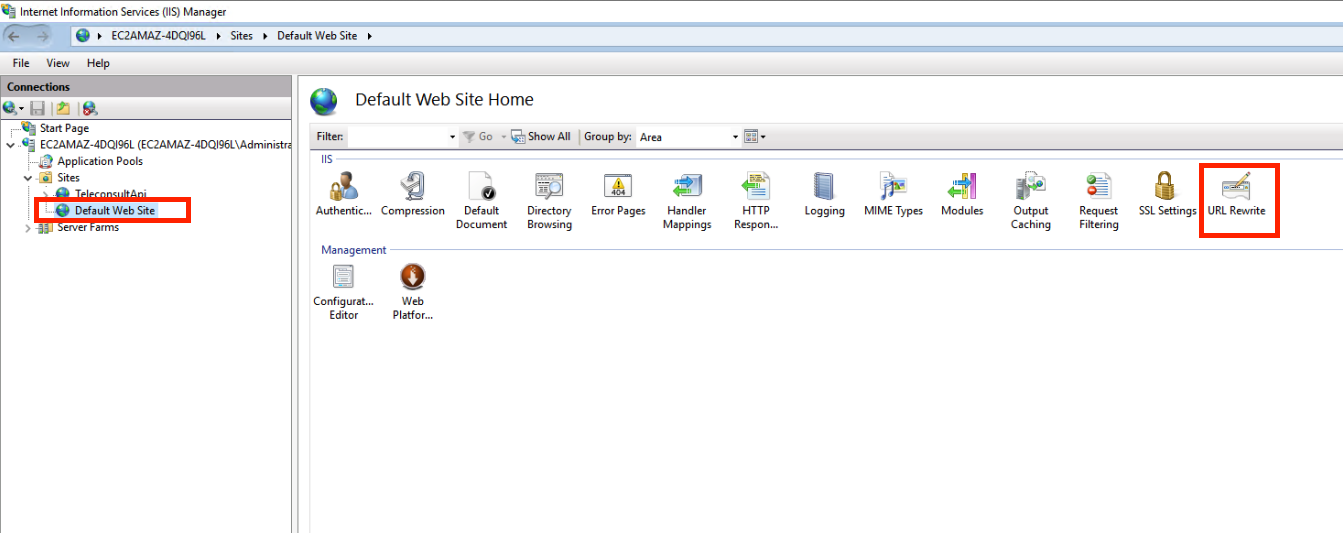 Internet Information Services (IIS) Manager
EC2AMAZ-4DQI96L Sites Default Web Site
File View Help
Connections
Start Page
EC2AMAZ-4DQI96L (EC2AMAZ-4DQI96L\Administra
Application Pools
Sites
TeleconsultApi
Default Web Site
Server Farms
Default Web Site Home
Filter: Go Show All Group by: Area
IIS
Authentic... Compression Default Document Directory Browsing Error Pages Handler Mappings HTTP Respon... Logging MIME Types Modules Output Caching Request Filtering SSL Settings URL Rewrite
404
Management
Configurat... Editor Web Platfor...